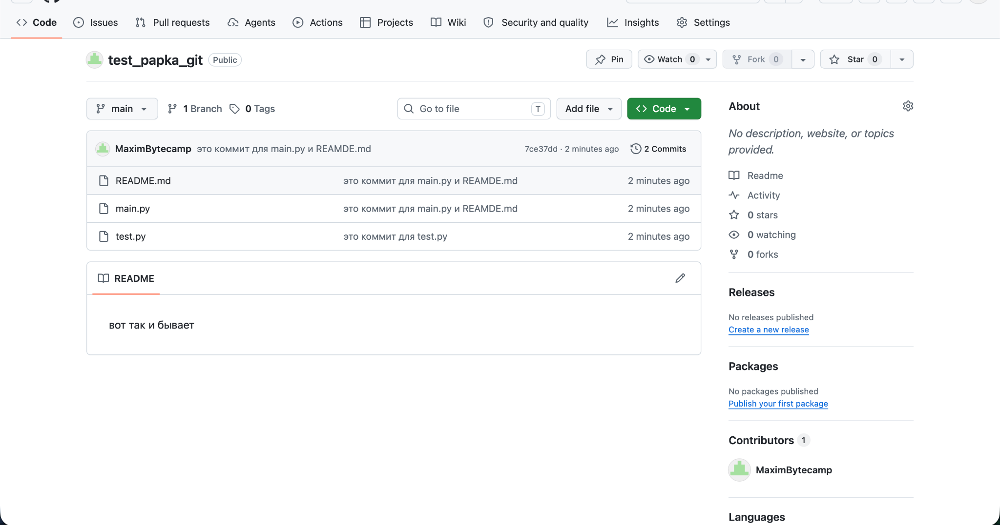 Code Issues Pull requests Agents Actions Projects Wiki Security and quality Insights Settings
test_papka_git Public
Pin Watch 0 Fork 0 Star 0
main 1 Branch 0 Tags Go to file T Add file Code
MaximBytecamp это коммит для main.py и REAMDE.md 7ce37dd · 2 minutes ago 2 Commits
README.md это коммит для main.py и REAMDE.md 2 minutes ago
main.py это коммит для main.py и REAMDE.md 2 minutes ago
test.py это коммит для test.py 2 minutes ago
README
вот так и бывает
About
No description, website, or topics
provided.
Readme
Activity
0 stars
0 watching
0 forks
Releases
No releases published
Create a new release
Packages
No packages published
Publish your first package
Contributors 1
MaximBytecamp
Languages